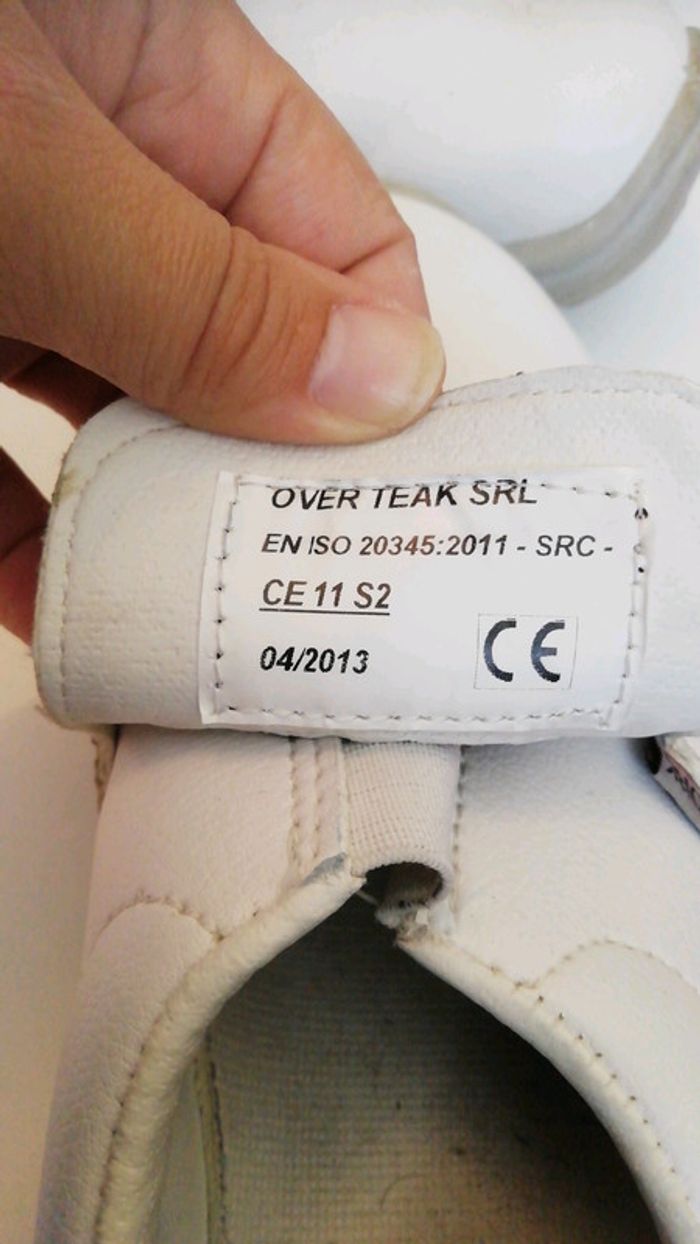 OVER TEAK SRL
EN ISO 20345:2011 - SRC -
CE 11 S2
04/2013
CE